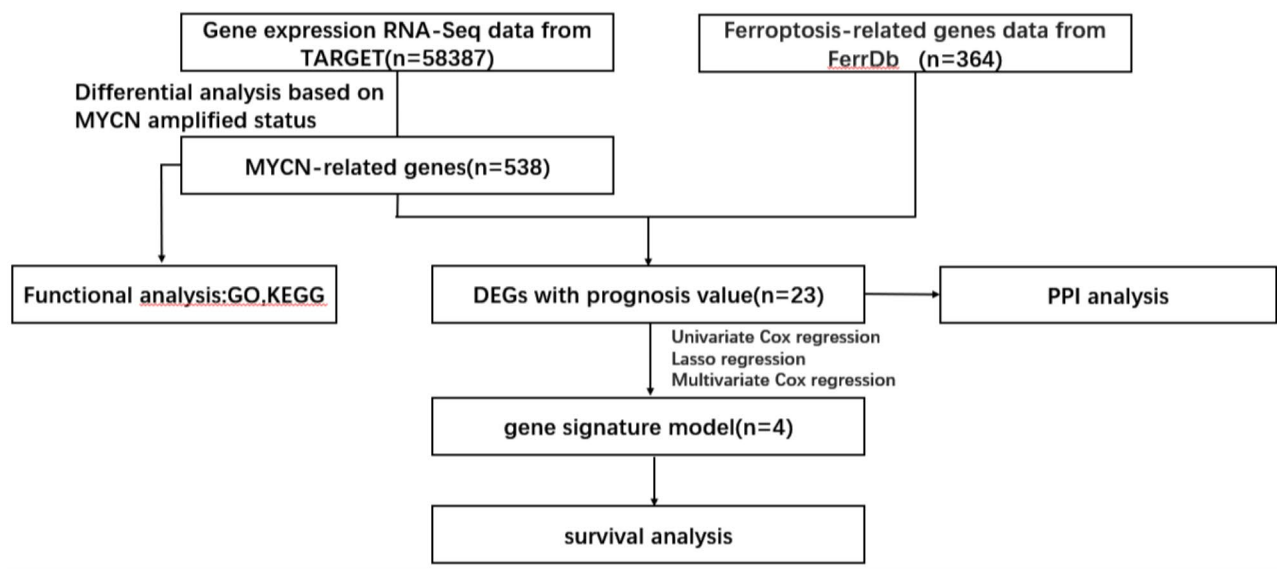 Gene expression RNA-Seq data from
TARGET(n=58387)
Ferroptosis-related genes data from
FerrDb (n=364)
Differential analysis based on
MYCN amplified status
MYCN-related genes(n=538)
Functional analysis:GO,KEGG
DEGs with prognosis value(n=23)
PPI analysis
Univariate Cox regression
Lasso regression
Multivariate Cox regression
gene signature model(n=4)
survival analysis